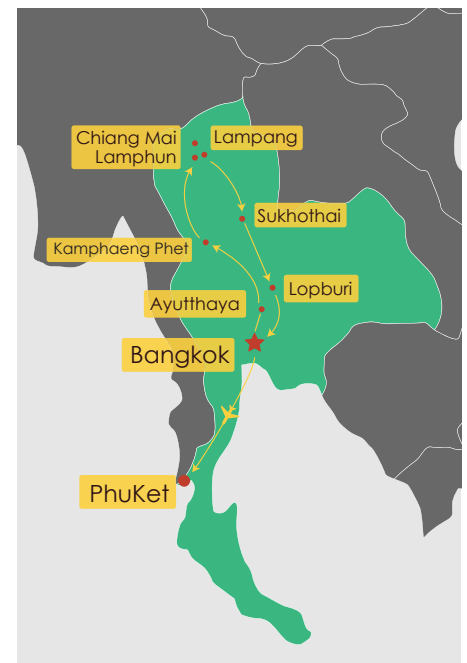 Chiang Mai
Lamphun
Lampang
Sukhothai
Kamphaeng Phet
Lopburi
Ayutthaya
Bangkok
PhuKet